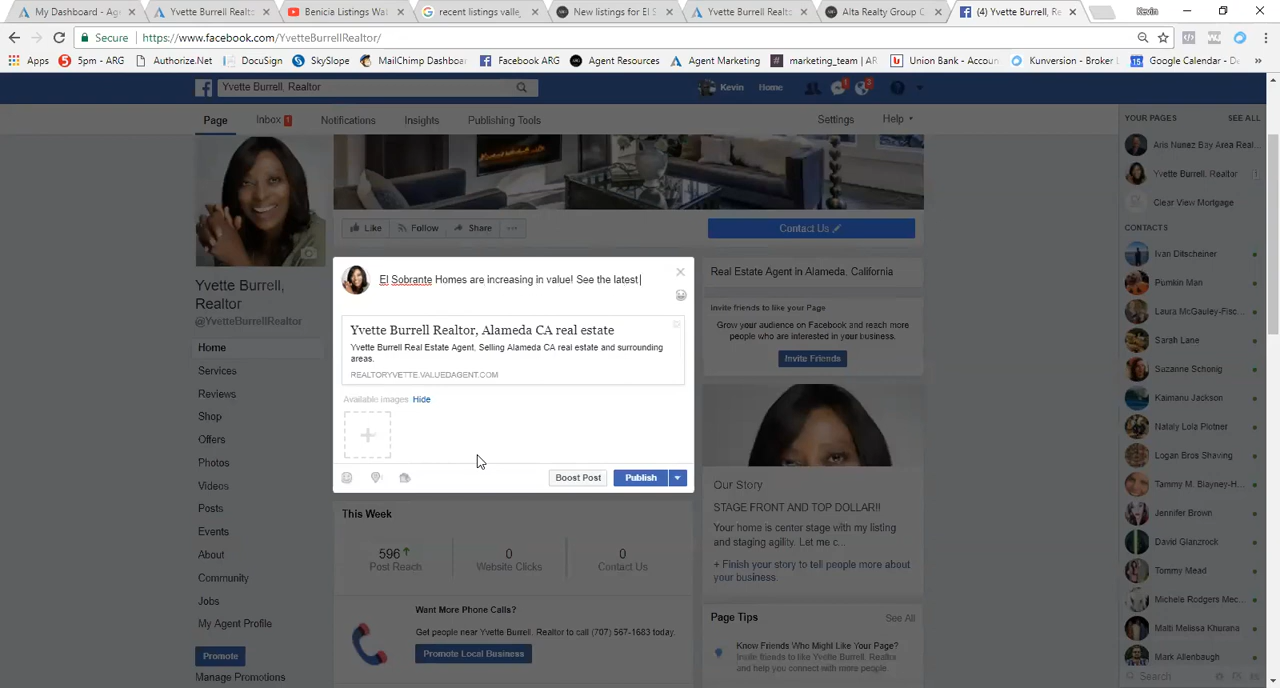 My Dashboard - Ag
Yvette Burrell Realto
Benicia Listings Wat
recent listings valle
New listings for El S
Yvette Burrell Realto
Alta Realty Group C
(4) Yvette Burrell, Re
Kevin
Secure
https://www.facebook.com/YvetteBurrellRealtor/
Apps
5pm - ARG
Authorize.Net
DocuSign
SkySlope
MailChimp Dashboar
Facebook ARG
Agent Resources
Agent Marketing
marketing_team | AR
Union Bank - Accoun
Kunversion - Broker
Google Calendar - De
Yvette Burrell, Realtor
Kevin
Home
Page
Inbox 1
Notifications
Insights
Publishing Tools
Settings
Help
Yvette Burrell,
Realtor
@YvetteBurrellRealtor
Home
Services
Reviews
Shop
Offers
Photos
Videos
Posts
Events
About
Community
Jobs
My Agent Profile
Promote
Manage Promotions
Like
Follow
Share
Contact Us
El Sobrante Homes are increasing in value! See the latest
Yvette Burrell Realtor, Alameda CA real estate
Yvette Burrell Real Estate Agent, Selling Alameda CA real estate and surrounding
areas.
REALTORYVETTE.VALUEDAGENT.COM
Available images Hide
Boost Post
Publish
This Week
596
Post Reach
0
Website Clicks
0
Contact Us
Want More Phone Calls?
Get people near Yvette Burrell, Realtor to call (707) 567-1683 today.
Promote Local Business
Real Estate Agent in Alameda, California
Invite friends to like your Page
Grow your audience on Facebook and reach more
people who are interested in your business.
Invite Friends
Our Story
STAGE FRONT AND TOP DOLLAR!!
Your home is center stage with my listing
and staging agility. Let me c...
+ Finish your story to tell people more about
your business.
Page Tips
See All
Know Friends Who Might Like Your Page?
Invite friends to like Yvette Burrell, Realtor
and help you connect with more people.
YOUR PAGES
SEE ALL
Aris Nunez Bay Area Real...
Yvette Burrell, Realtor
1
Clear View Mortgage
CONTACTS
Ivan Ditscheiner
Pumkin Man
Laura McGauley-Fisc...
Sarah Lane
Suzanne Schonig
Kaimanu Jackson
Nataly Lola Plotner
Logan Bros Shaving
Tammy M. Blayney-H...
Jennifer Brown
David Glanzrock
Tommy Mead
Michele Rodgers Mec...
Malti Melissa Khurana
Mark Allenbaugh
Search